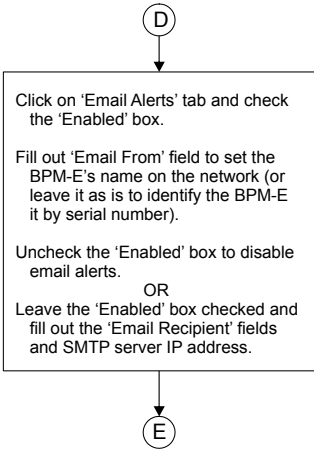 D
Click on ‘Email Alerts’ tab and check
the ‘Enabled’ box.
Fill out ‘Email From’ field to set the
BPM-E’s name on the network (or
leave it as is to identify the BPM-E
it by serial number).
Uncheck the ‘Enabled’ box to disable
email alerts.
OR
Leave the ‘Enabled’ box checked and
fill out the ‘Email Recipient’ fields
and SMTP server IP address.
E